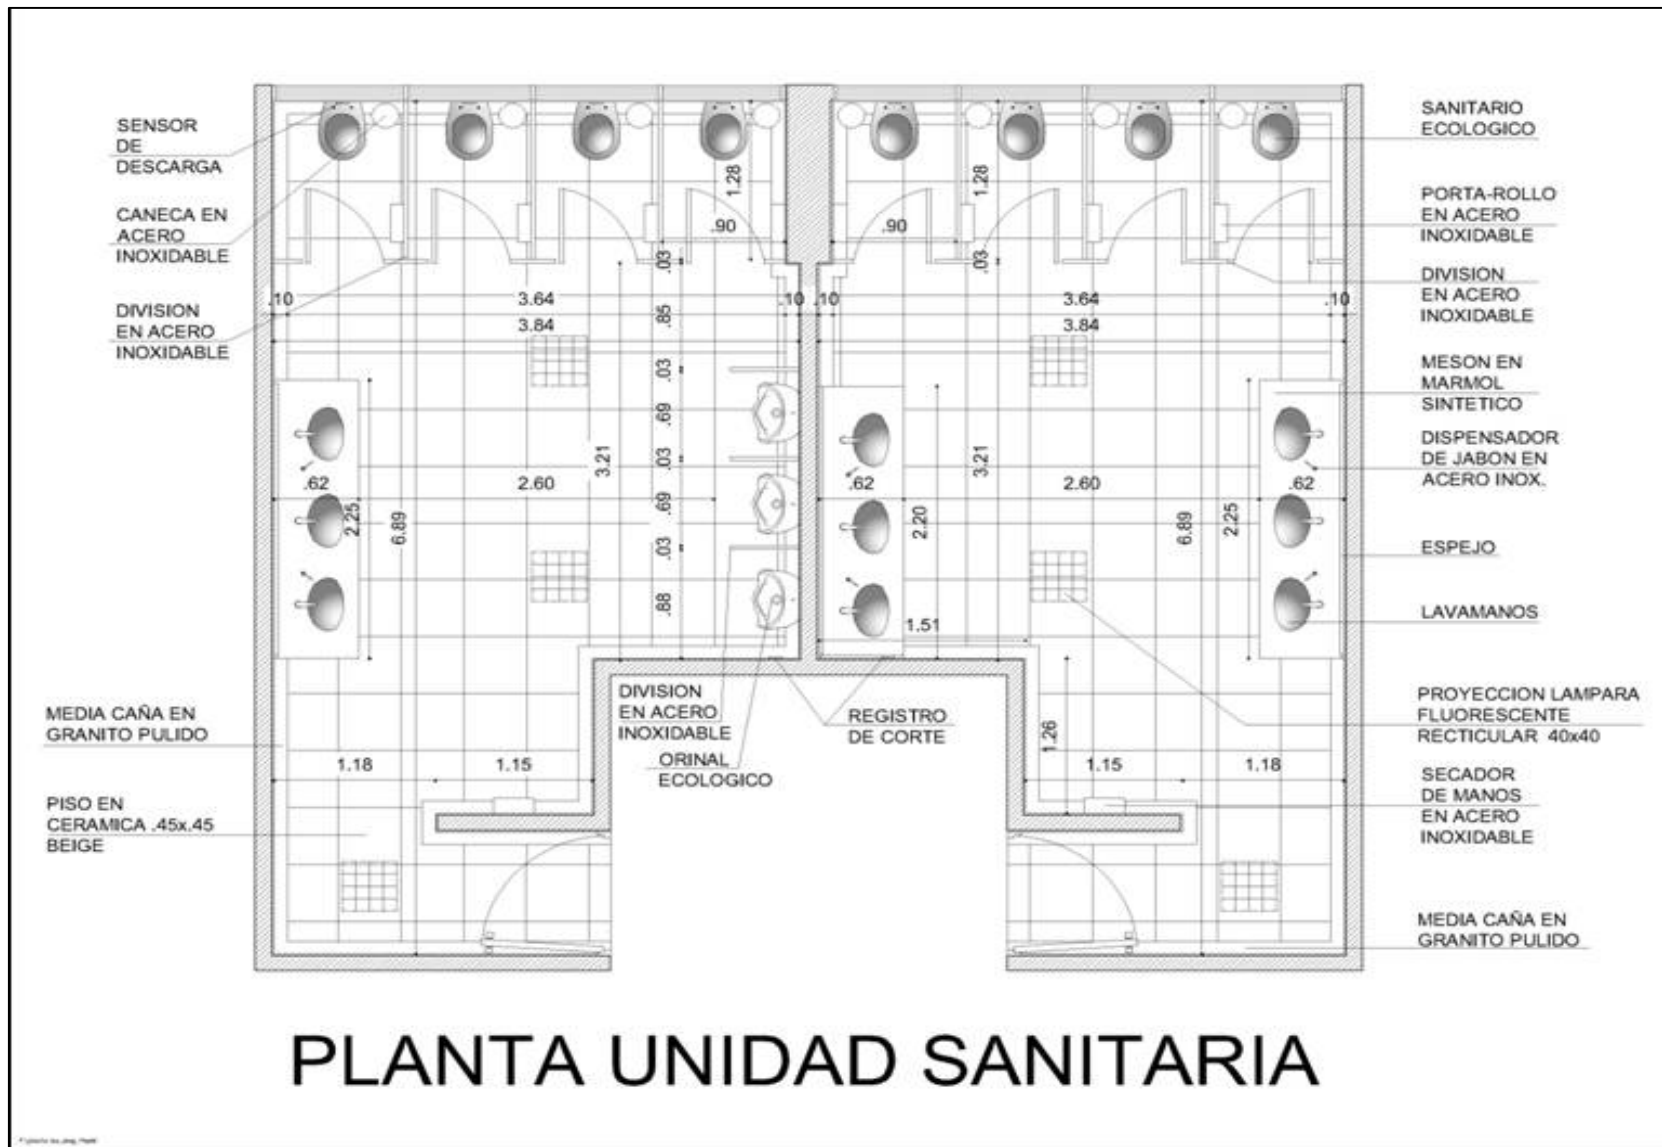 SENSOR
DE
DESCARGA
CANECA EN
ACERO
INOXIDABLE
DIVISION
EN ACERO
INOXIDABLE
MEDIA CAÑA EN
GRANITO PULIDO
PISO EN
CERAMICA .45x.45
BEIGE
1.28
.90
.03
.10
3.64
.10
3.84
.85
.03
.69
.03
3.21
.62
2.60
.69
2.25
6.89
.03
.88
1.18
1.15
DIVISION
EN ACERO
INOXIDABLE
ORINAL
ECOLOGICO
REGISTRO
DE CORTE
1.28
.90
.03
.10
3.64
.10
3.84
3.21
.62
2.60
.62
2.20
6.89
2.25
1.51
1.26
1.15
1.18
SANITARIO
ECOLOGICO
PORTA-ROLLO
EN ACERO
INOXIDABLE
DIVISION
EN ACERO
INOXIDABLE
MESON EN
MARMOL
SINTETICO
DISPENSADOR
DE JABON EN
ACERO INOX.
ESPEJO
LAVAMANOS
PROYECCION LAMPARA
FLUORESCENTE
RECTICULAR 40x40
SECADOR
DE MANOS
EN ACERO
INOXIDABLE
MEDIA CAÑA EN
GRANITO PULIDO
PLANTA UNIDAD SANITARIA